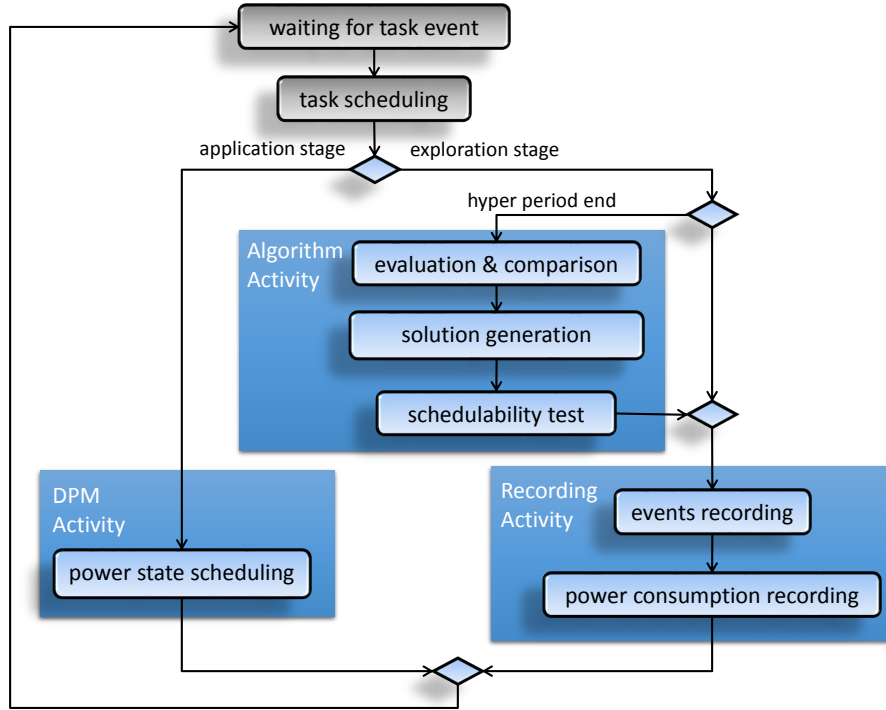 waiting for task event
task scheduling
application stage
exploration stage
hyper period end
Algorithm
Activity
evaluation & comparison
solution generation
schedulability test
DPM
Activity
power state scheduling
Recording
Activity
events recording
power consumption recording